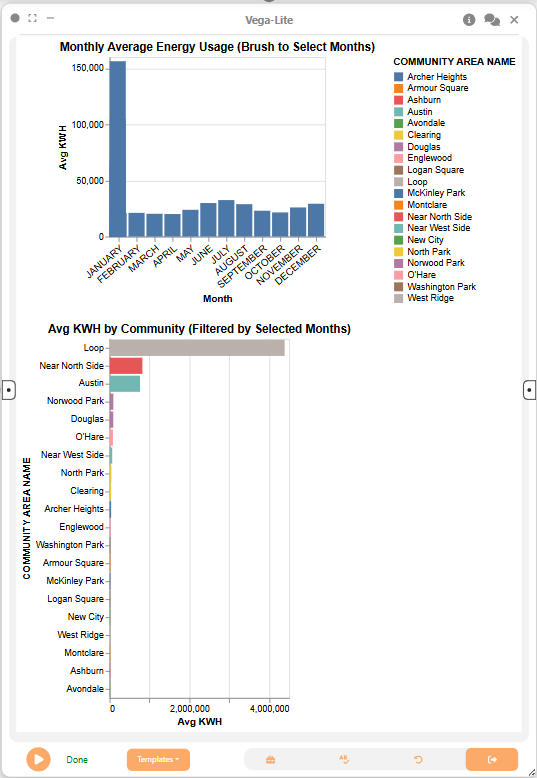 Vega-Lite
Monthly Average Energy Usage (Brush to Select Months)
150,000
100,000
50,000
0
Avg KWH
JANUARY
FEBRUARY
MARCH
APRIL
MAY
JUNE
JULY
AUGUST
SEPTEMBER
OCTOBER
NOVEMBER
DECEMBER
Month
COMMUNITY AREA NAME
Archer Heights
Armour Square
Ashburn
Austin
Avondale
Clearing
Douglas
Englewood
Logan Square
Loop
McKinley Park
Montclare
Near North Side
Near West Side
New City
North Park
Norwood Park
O'Hare
Washington Park
West Ridge
Avg KWH by Community (Filtered by Selected Months)
COMMUNITY AREA NAME
Loop
Near North Side
Austin
Norwood Park
Douglas
O'Hare
Near West Side
North Park
Clearing
Archer Heights
Englewood
Washington Park
Armour Square
McKinley Park
Logan Square
New City
West Ridge
Montclare
Ashburn
Avondale
0
2,000,000
4,000,000
Avg KWH
Done
Templates